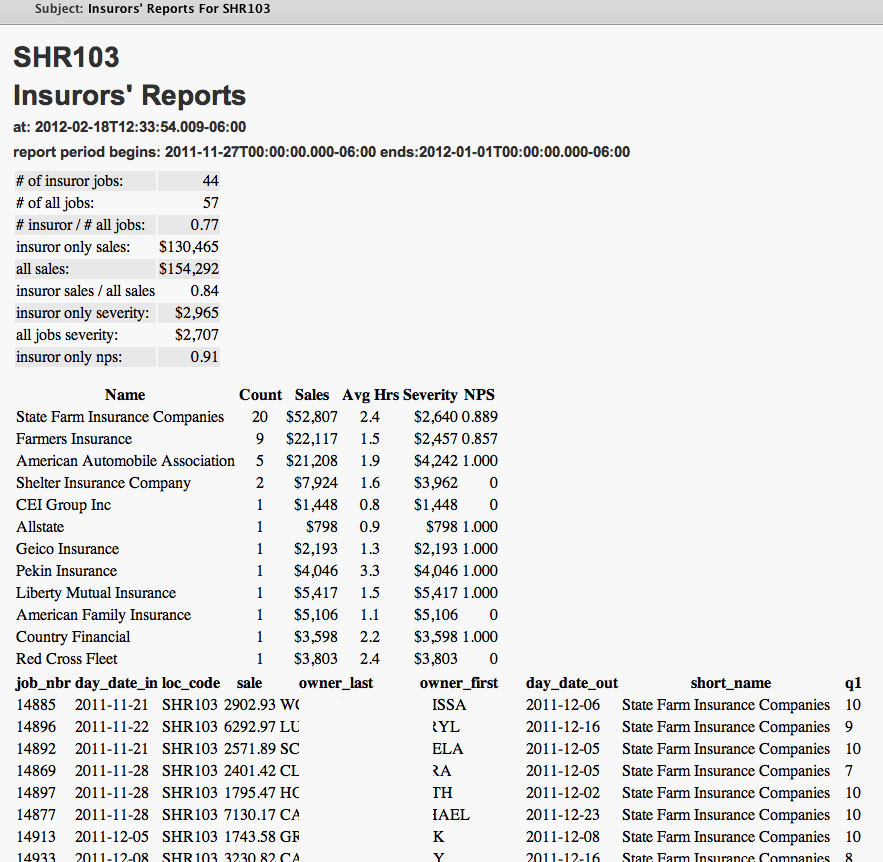 Subject: Insurors' Reports For SHR103
SHR103
Insurors' Reports
at: 2012-02-18T12:33:54.009-06:00
report period begins: 2011-11-27T00:00:00.000-06:00 ends:2012-01-01T00:00:00.000-06:00
# of insuror jobs: 44
# of all jobs: 57
# insuror / # all jobs: 0.77
insuror only sales: $130,465
all sales: $154,292
insuror sales / all sales 0.84
insuror only severity: $2,965
all jobs severity: $2,707
insuror only nps: 0.91
Name Count Sales Avg Hrs Severity NPS
State Farm Insurance Companies 20 $52,807 2.4 $2,640 0.889
Farmers Insurance 9 $22,117 1.5 $2,457 0.857
American Automobile Association 5 $21,208 1.9 $4,242 1.000
Shelter Insurance Company 2 $7,924 1.6 $3,962 0
CEI Group Inc 1 $1,448 0.8 $1,448 0
Allstate 1 $798 0.9 $798 1.000
Geico Insurance 1 $2,193 1.3 $2,193 1.000
Pekin Insurance 1 $4,046 3.3 $4,046 1.000
Liberty Mutual Insurance 1 $5,417 1.5 $5,417 1.000
American Family Insurance 1 $5,106 1.1 $5,106 0
Country Financial 1 $3,598 2.2 $3,598 1.000
Red Cross Fleet 1 $3,803 2.4 $3,803 0
job_nbr day_date_in loc_code sale owner_last owner_first day_date_out short_name q1
14885 2011-11-21 SHR103 2902.93 WO ISSA 2011-12-06 State Farm Insurance Companies 10
14896 2011-11-22 SHR103 6292.97 LU RYL 2011-12-16 State Farm Insurance Companies 9
14892 2011-11-21 SHR103 2571.89 SC ELA 2011-12-05 State Farm Insurance Companies 10
14869 2011-11-28 SHR103 2401.42 CL RA 2011-12-05 State Farm Insurance Companies 7
14897 2011-11-28 SHR103 1795.47 HO TH 2011-12-02 State Farm Insurance Companies 10
14877 2011-11-28 SHR103 7130.17 CA HAEL 2011-12-23 State Farm Insurance Companies 10
14913 2011-12-05 SHR103 1743.58 GR K 2011-12-08 State Farm Insurance Companies 10
14933 2011-12-08 SHR103 3230.82 CA Y 2011-12-16 State Farm Insurance Companies 8